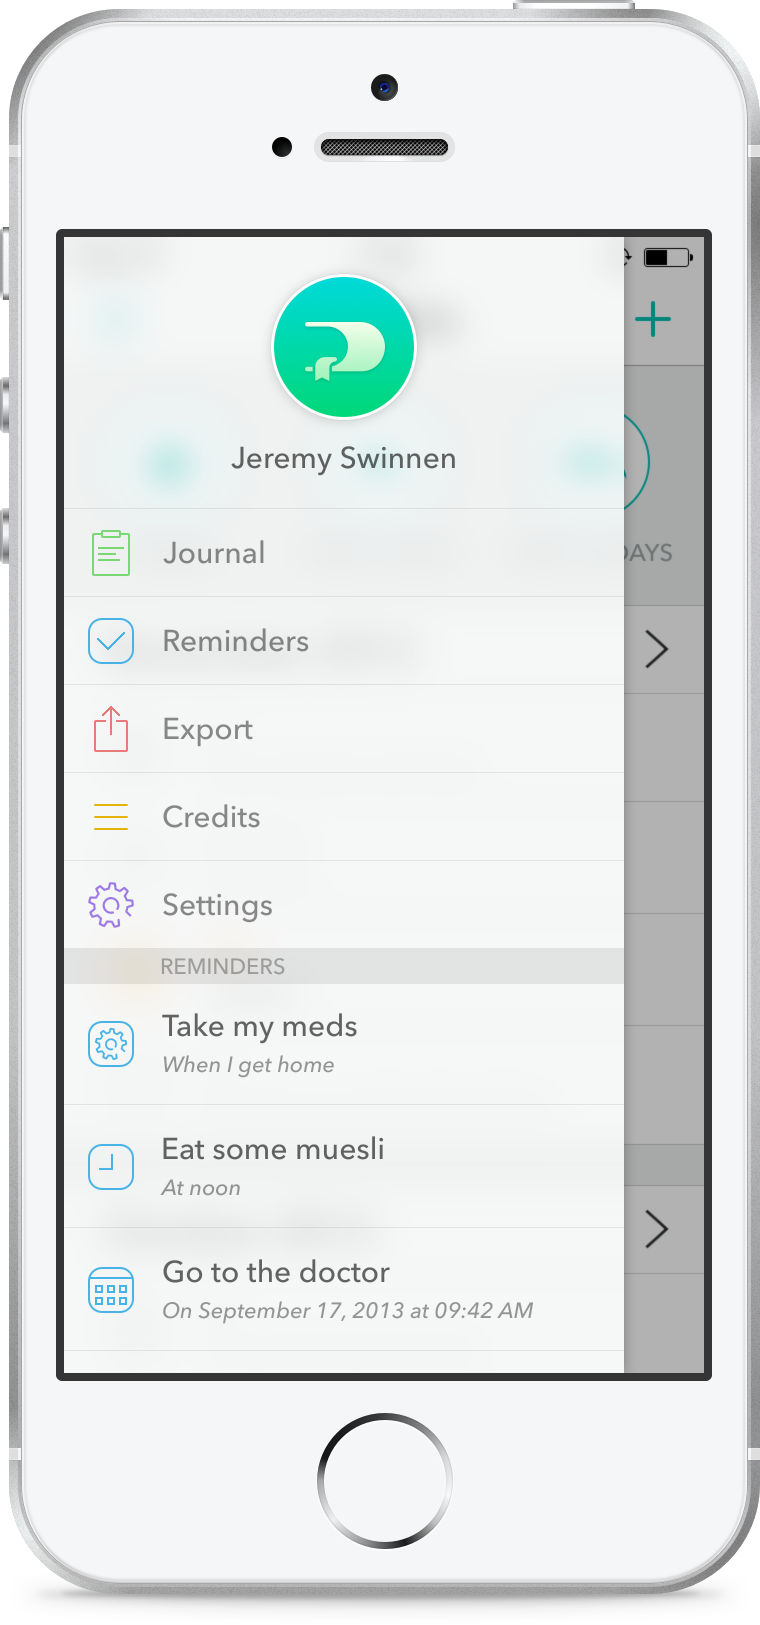 Jeremy Swinnen
Journal
DAYS
Reminders
Export
Credits
Settings
REMINDERS
Take my meds
When I get home
Eat some muesli
At noon
Go to the doctor
On September 17, 2013 at 09:42 AM